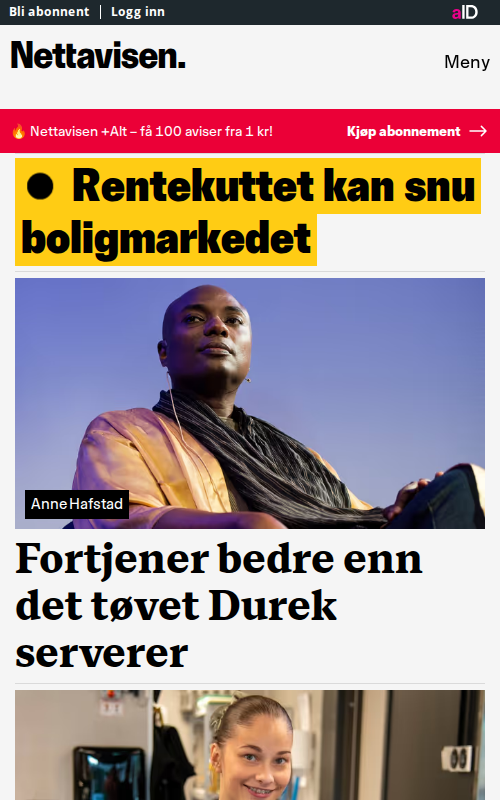 Bli abonnent | Logg inn
aID
Nettavisen.
Meny
🔥 Nettavisen +Alt – få 100 aviser fra 1 kr!
Kjøp abonnement →
● Rentekuttet kan snu
boligmarkedet
Anne Hafstad
Fortjener bedre enn
det tøvet Durek
serverer